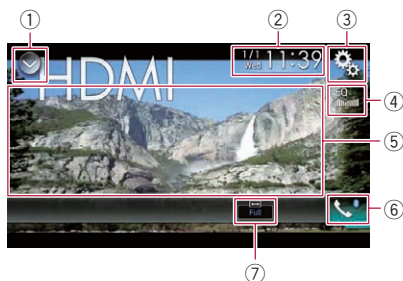 ① ② ③
HDMI
1/1
Wed
11:39
EQ
④
⑤
Full
⑥
⑦